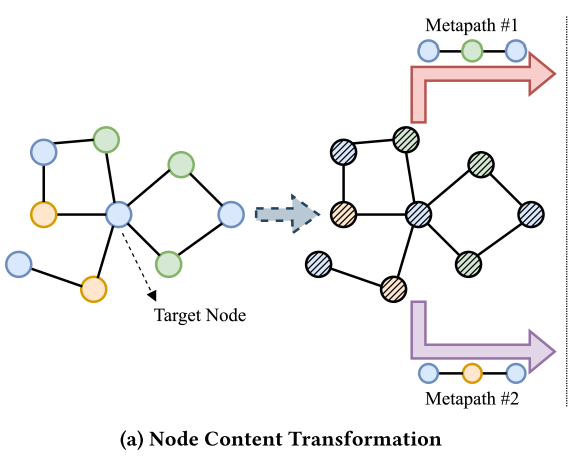 Metapath #1
Target Node
Metapath #2
(a) Node Content Transformation